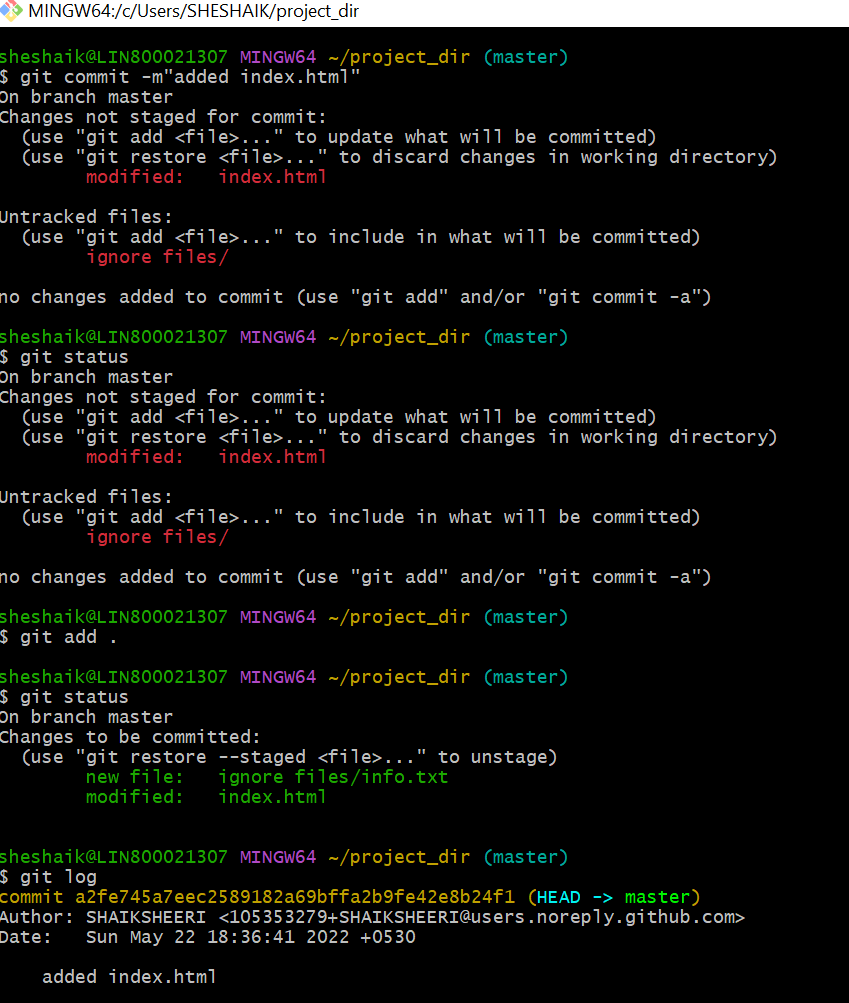 MINGW64:/c/Users/SHESHAIK/project_dir
sheshaik@LIN800021307 MINGW64 ~/project_dir (master)
$ git commit -m"added index.html"
On branch master
Changes not staged for commit:
  (use "git add <file>..." to update what will be committed)
  (use "git restore <file>..." to discard changes in working directory)
        modified:   index.html

Untracked files:
  (use "git add <file>..." to include in what will be committed)
        ignore files/

no changes added to commit (use "git add" and/or "git commit -a")

sheshaik@LIN800021307 MINGW64 ~/project_dir (master)
$ git status
On branch master
Changes not staged for commit:
  (use "git add <file>..." to update what will be committed)
  (use "git restore <file>..." to discard changes in working directory)
        modified:   index.html

Untracked files:
  (use "git add <file>..." to include in what will be committed)
        ignore files/

no changes added to commit (use "git add" and/or "git commit -a")

sheshaik@LIN800021307 MINGW64 ~/project_dir (master)
$ git add .

sheshaik@LIN800021307 MINGW64 ~/project_dir (master)
$ git status
On branch master
Changes to be committed:
  (use "git restore --staged <file>..." to unstage)
        new file:   ignore files/info.txt
        modified:   index.html

sheshaik@LIN800021307 MINGW64 ~/project_dir (master)
$ git log
commit a2fe745a7eec2589182a69bffa2b9fe42e8b24f1 (HEAD -> master)
Author: SHAIKSHEERI <105353279+SHAIKSHEERI@users.noreply.github.com>
Date:   Sun May 22 18:36:41 2022 +0530

    added index.html